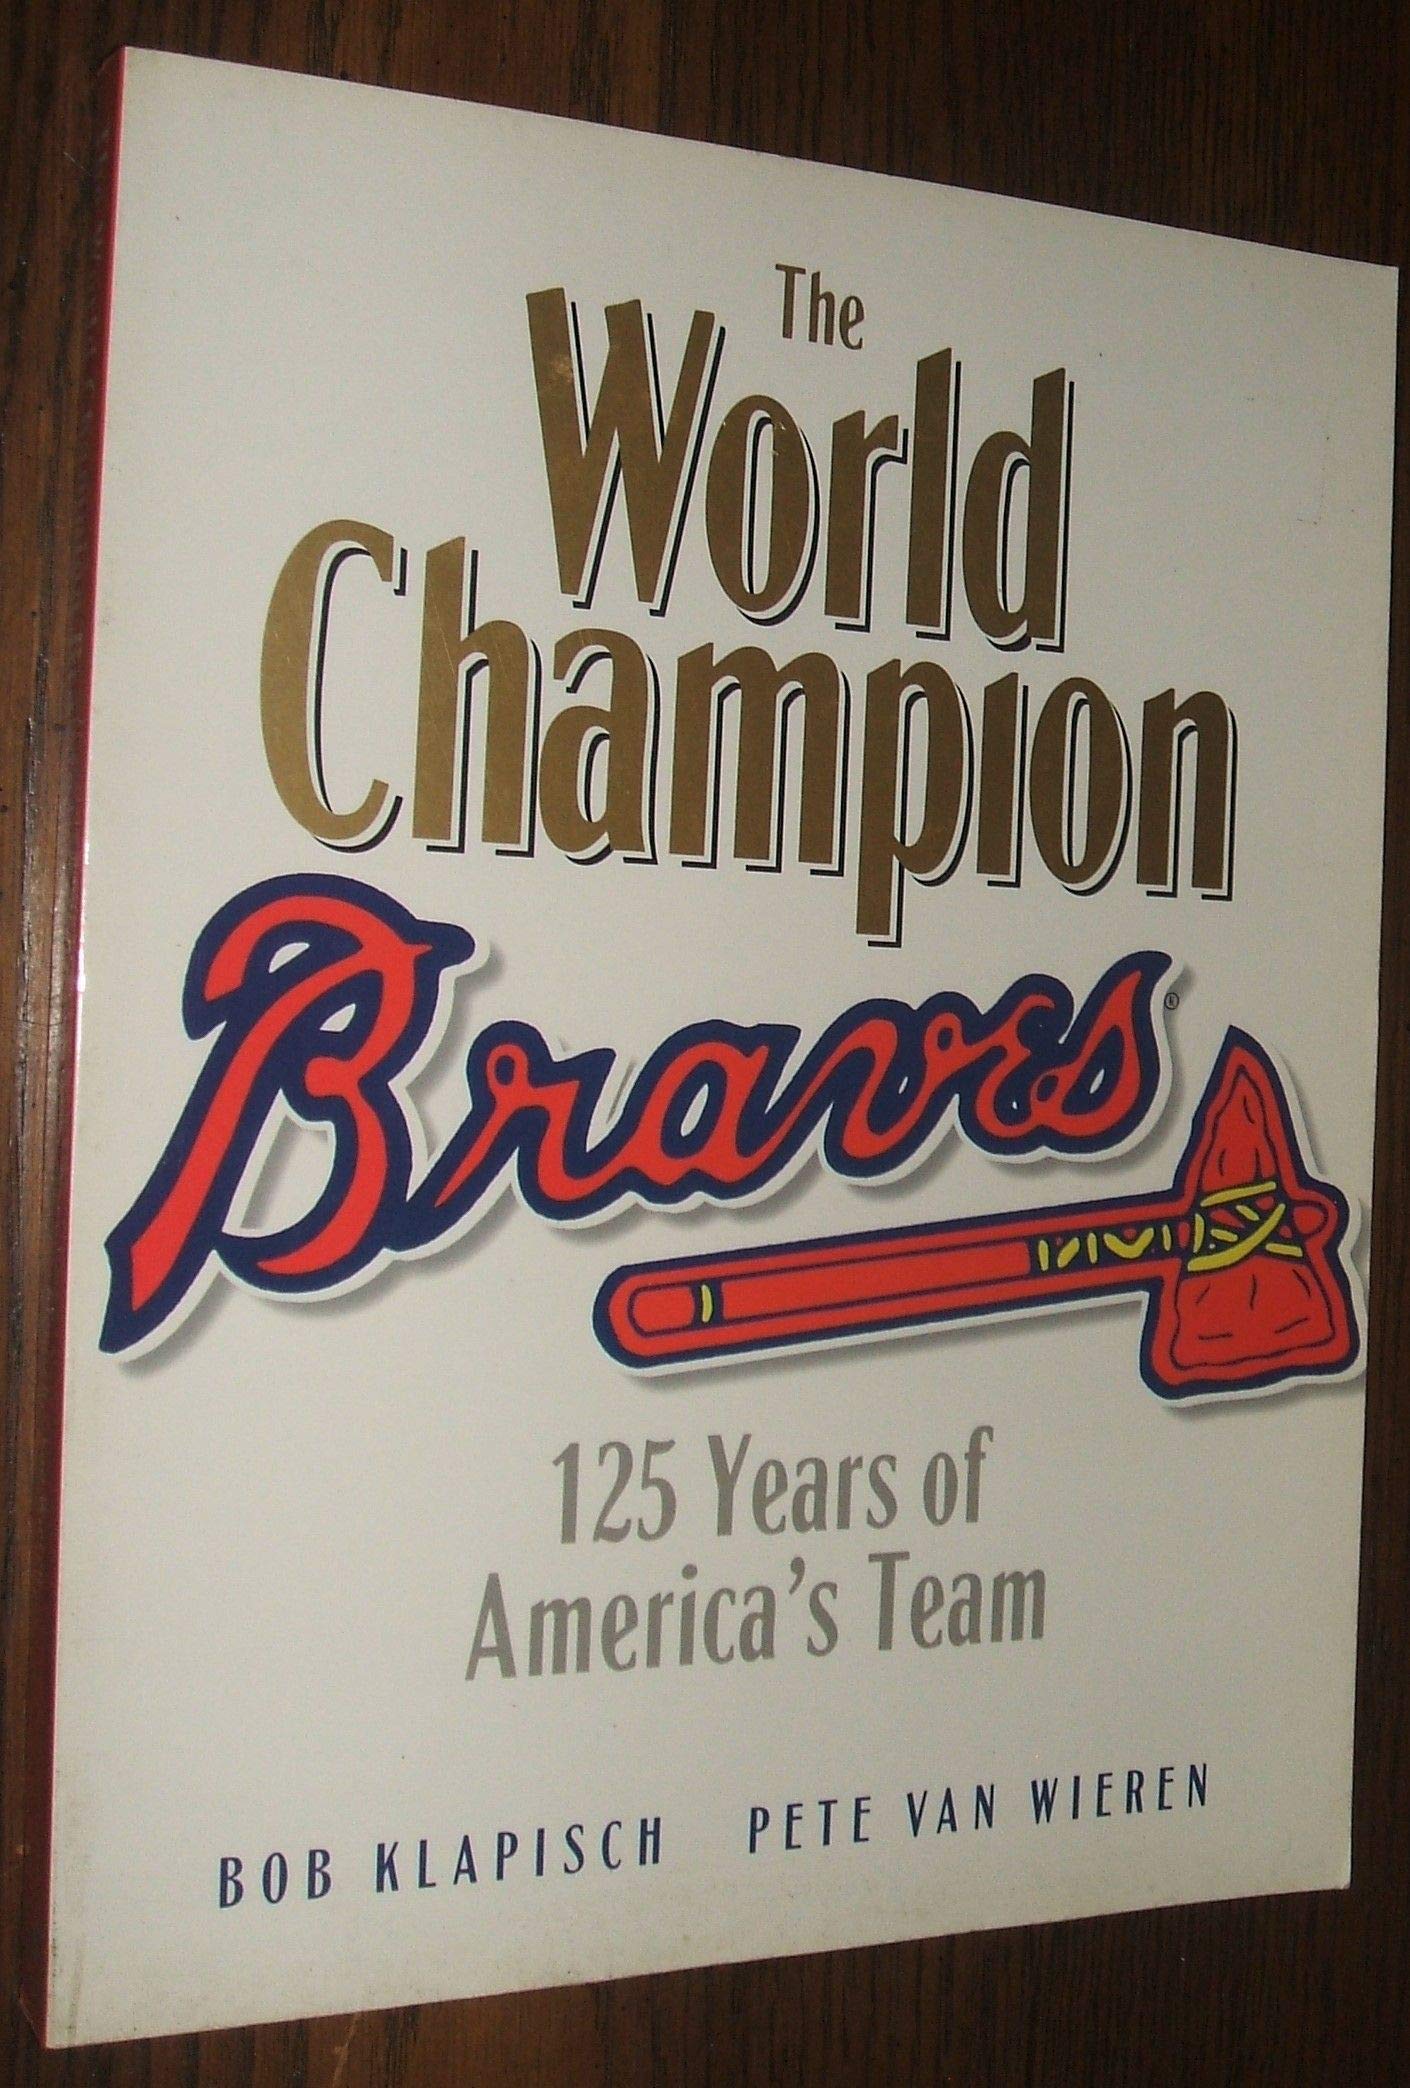 The
World
Champion
Braves®
125 Years of
America's Team
BOB KLAPISCH PETE VAN WIEREN